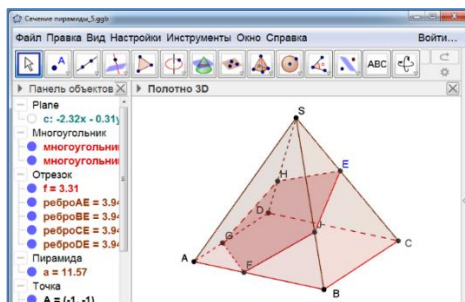 Сечение пирамиды_5.ggb
Файл Правка Вид Настройки Инструменты Окно Справка Войти...
ABC
Панель объектов
Полотно 3D
Plane
c: -2.32x - 0.31y
Многоугольник
многоугольни
многоугольни
Отрезок
f = 3.31
реброAE = 3.94
реброBE = 3.94
реброCE = 3.94
реброDE = 3.94
Пирамида
a = 11.57
Точка
A = (-1, -1)
S
E
H
D
J
G
C
A
F
B